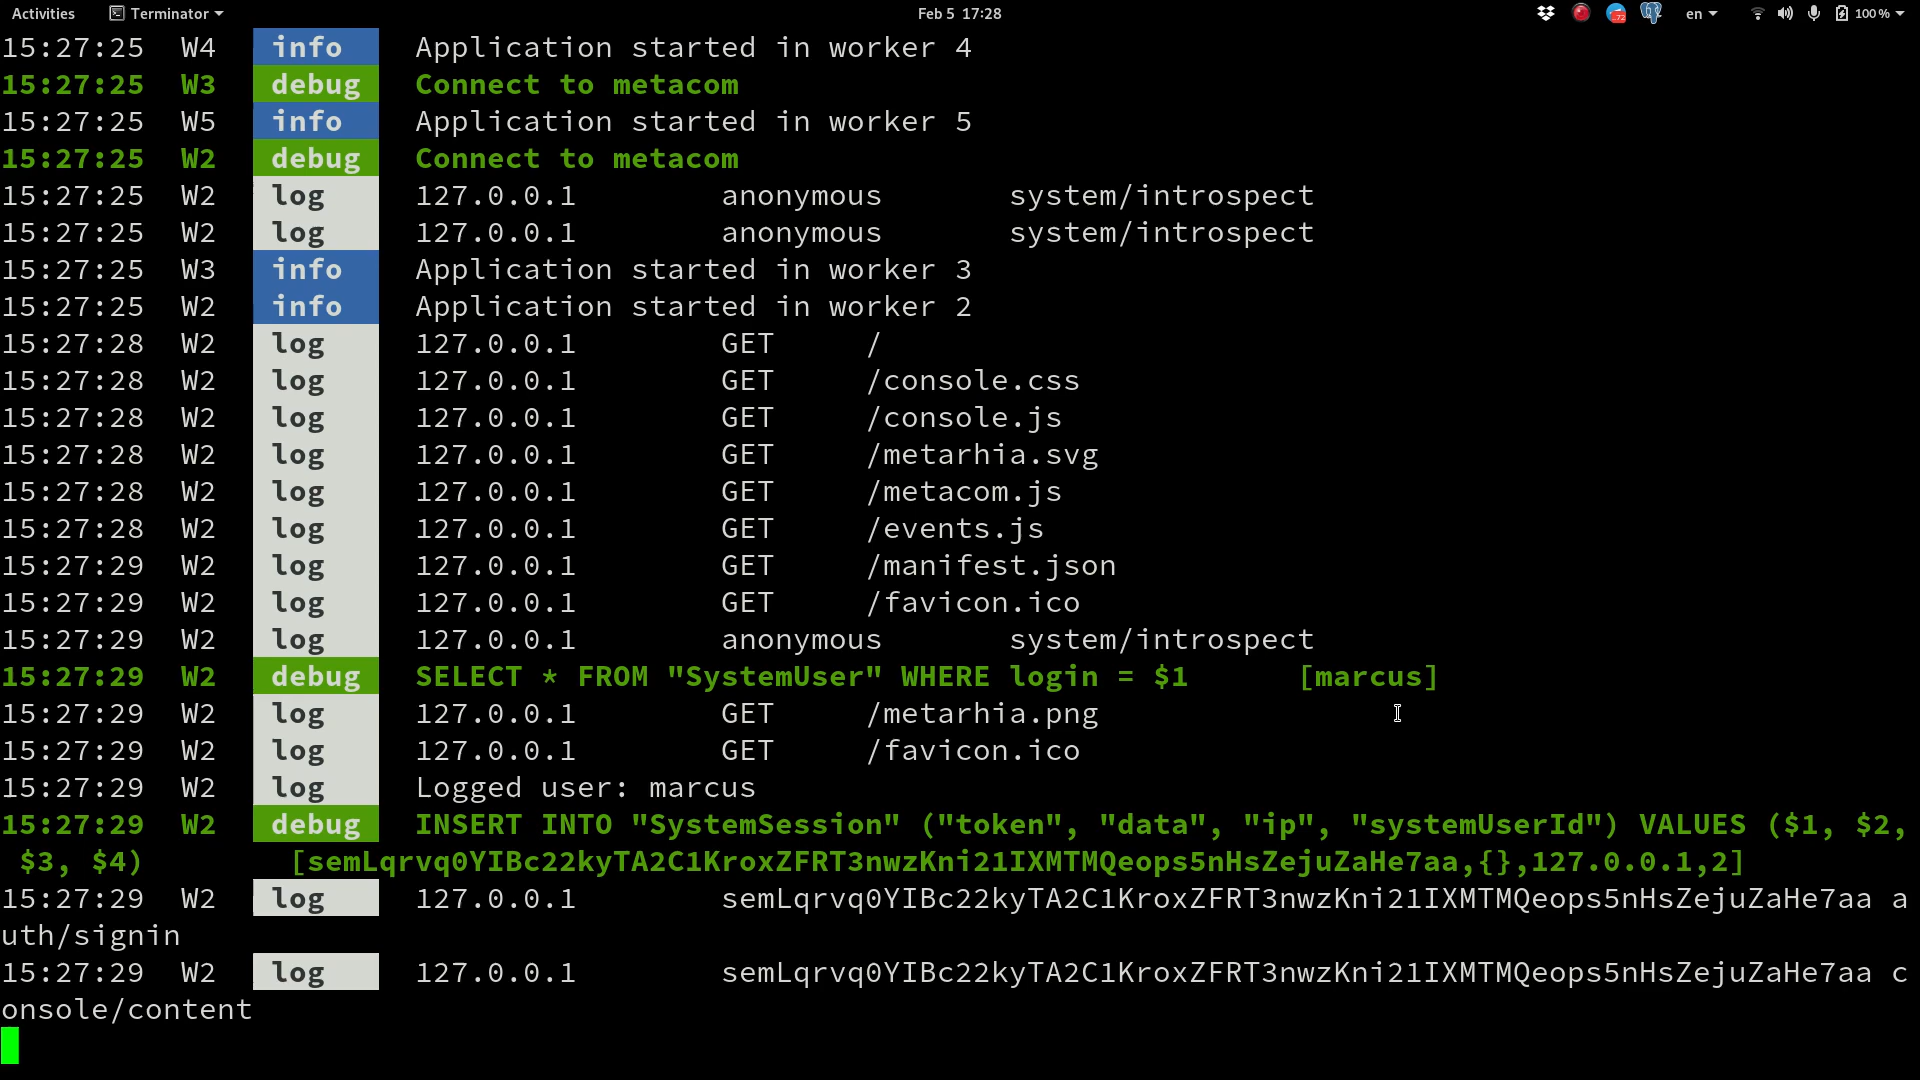 Activities Terminator Feb 5 17:28 72 en 100 %
15:27:25 W4 info Application started in worker 4
15:27:25 W3 debug Connect to metacom
15:27:25 W5 info Application started in worker 5
15:27:25 W2 debug Connect to metacom
15:27:25 W2 log 127.0.0.1 anonymous system/introspect
15:27:25 W2 log 127.0.0.1 anonymous system/introspect
15:27:25 W3 info Application started in worker 3
15:27:25 W2 info Application started in worker 2
15:27:28 W2 log 127.0.0.1 GET /
15:27:28 W2 log 127.0.0.1 GET /console.css
15:27:28 W2 log 127.0.0.1 GET /console.js
15:27:28 W2 log 127.0.0.1 GET /metarhia.svg
15:27:28 W2 log 127.0.0.1 GET /metacom.js
15:27:28 W2 log 127.0.0.1 GET /events.js
15:27:29 W2 log 127.0.0.1 GET /manifest.json
15:27:29 W2 log 127.0.0.1 GET /favicon.ico
15:27:29 W2 log 127.0.0.1 anonymous system/introspect
15:27:29 W2 debug SELECT * FROM "SystemUser" WHERE login = $1 [marcus]
15:27:29 W2 log 127.0.0.1 GET /metarhia.png
15:27:29 W2 log 127.0.0.1 GET /favicon.ico
15:27:29 W2 log Logged user: marcus
15:27:29 W2 debug INSERT INTO "SystemSession" ("token", "data", "ip", "systemUserId") VALUES ($1, $2,
$3, $4) [semLqrvq0YIBc22kyTA2C1KroxZFRT3nwzKni21IXMTMQeops5nHsZejuZaHe7aa,{},127.0.0.1,2]
15:27:29 W2 log 127.0.0.1 semLqrvq0YIBc22kyTA2C1KroxZFRT3nwzKni21IXMTMQeops5nHsZejuZaHe7aa a
uth/signin
15:27:29 W2 log 127.0.0.1 semLqrvq0YIBc22kyTA2C1KroxZFRT3nwzKni21IXMTMQeops5nHsZejuZaHe7aa c
onsole/content